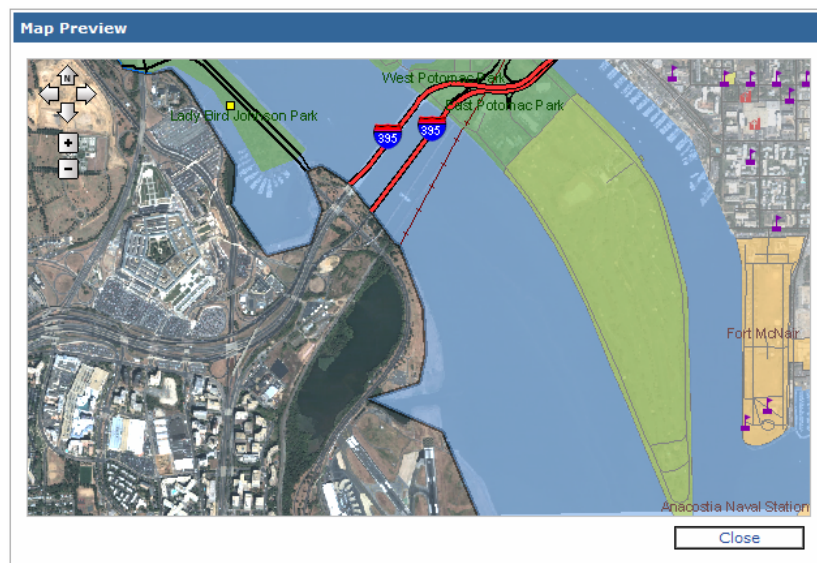 Map Preview
N
West Potomac Park
East Potomac Park
Lady Bird Johnson Park
395
395
+
-
Fort McNair
Anacostia Naval Station
Close